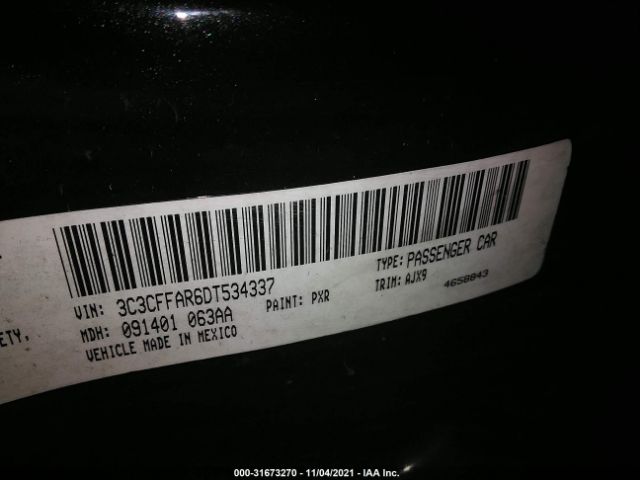 ETY,
VIN: 3C3CFFAR6DT534337
TYPE: PASSENGER CAR
MDH: 091401 063AA
PAINT: PXR
TRIM: AJX9
4658843
VEHICLE MADE IN MEXICO
000-31673270 - 11/04/2021 - IAA Inc.